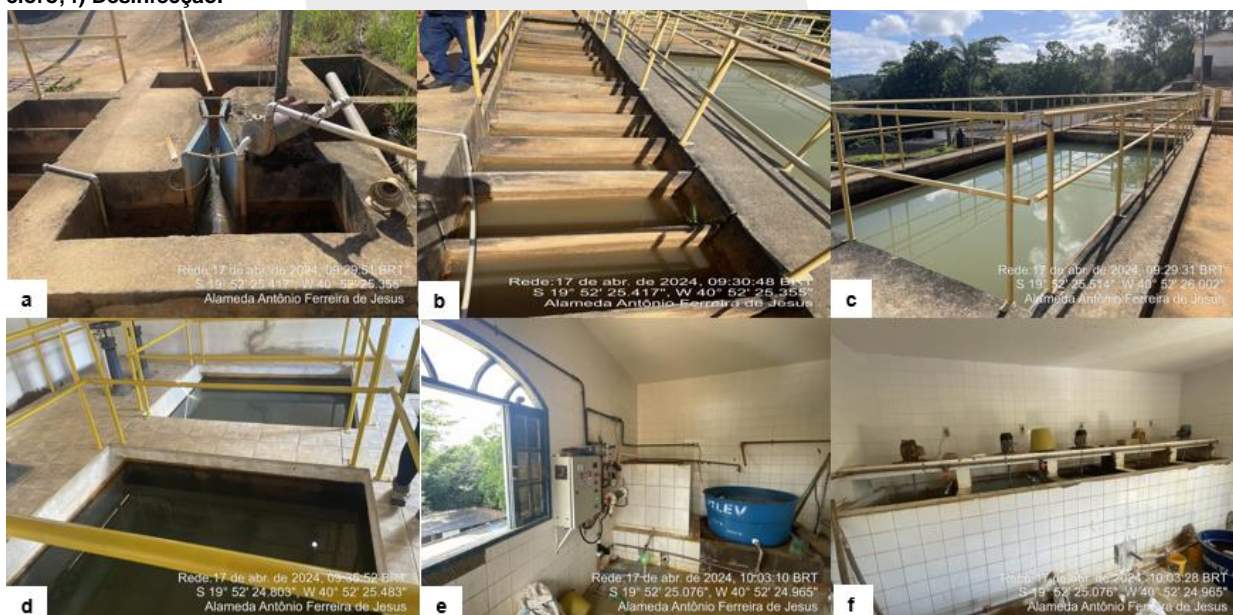 cloro; f) Desinfecção.
Rede:17 de abr. de 2024, 09:29:51 BRT
S 19° 52' 25.417", W 40° 52' 25.355"
Alameda Antônio Ferreira de Jesus
a
Rede:17 de abr. de 2024, 09:30:48 BRT
S 19° 52' 25.417", W 40° 52' 25.355"
Alameda Antônio Ferreira de Jesus
b
Rede:17 de abr. de 2024, 09:29:31 BRT
S 19° 52' 25.514", W 40° 52' 26.002"
Alameda Antônio Ferreira de Jesus
c
Rede:17 de abr. de 2024, 09:36:52 BRT
S 19° 52' 24.803", W 40° 52' 25.483"
Alameda Antônio Ferreira de Jesus
d
Rede:17 de abr. de 2024, 10:03:10 BRT
S 19° 52' 25.076", W 40° 52' 24.965"
Alameda Antônio Ferreira de Jesus
e
Rede:17 de abr. de 2024, 10:03:28 BRT
S 19° 52' 25.076", W 40° 52' 24.965"
Alameda Antônio Ferreira de Jesus
f